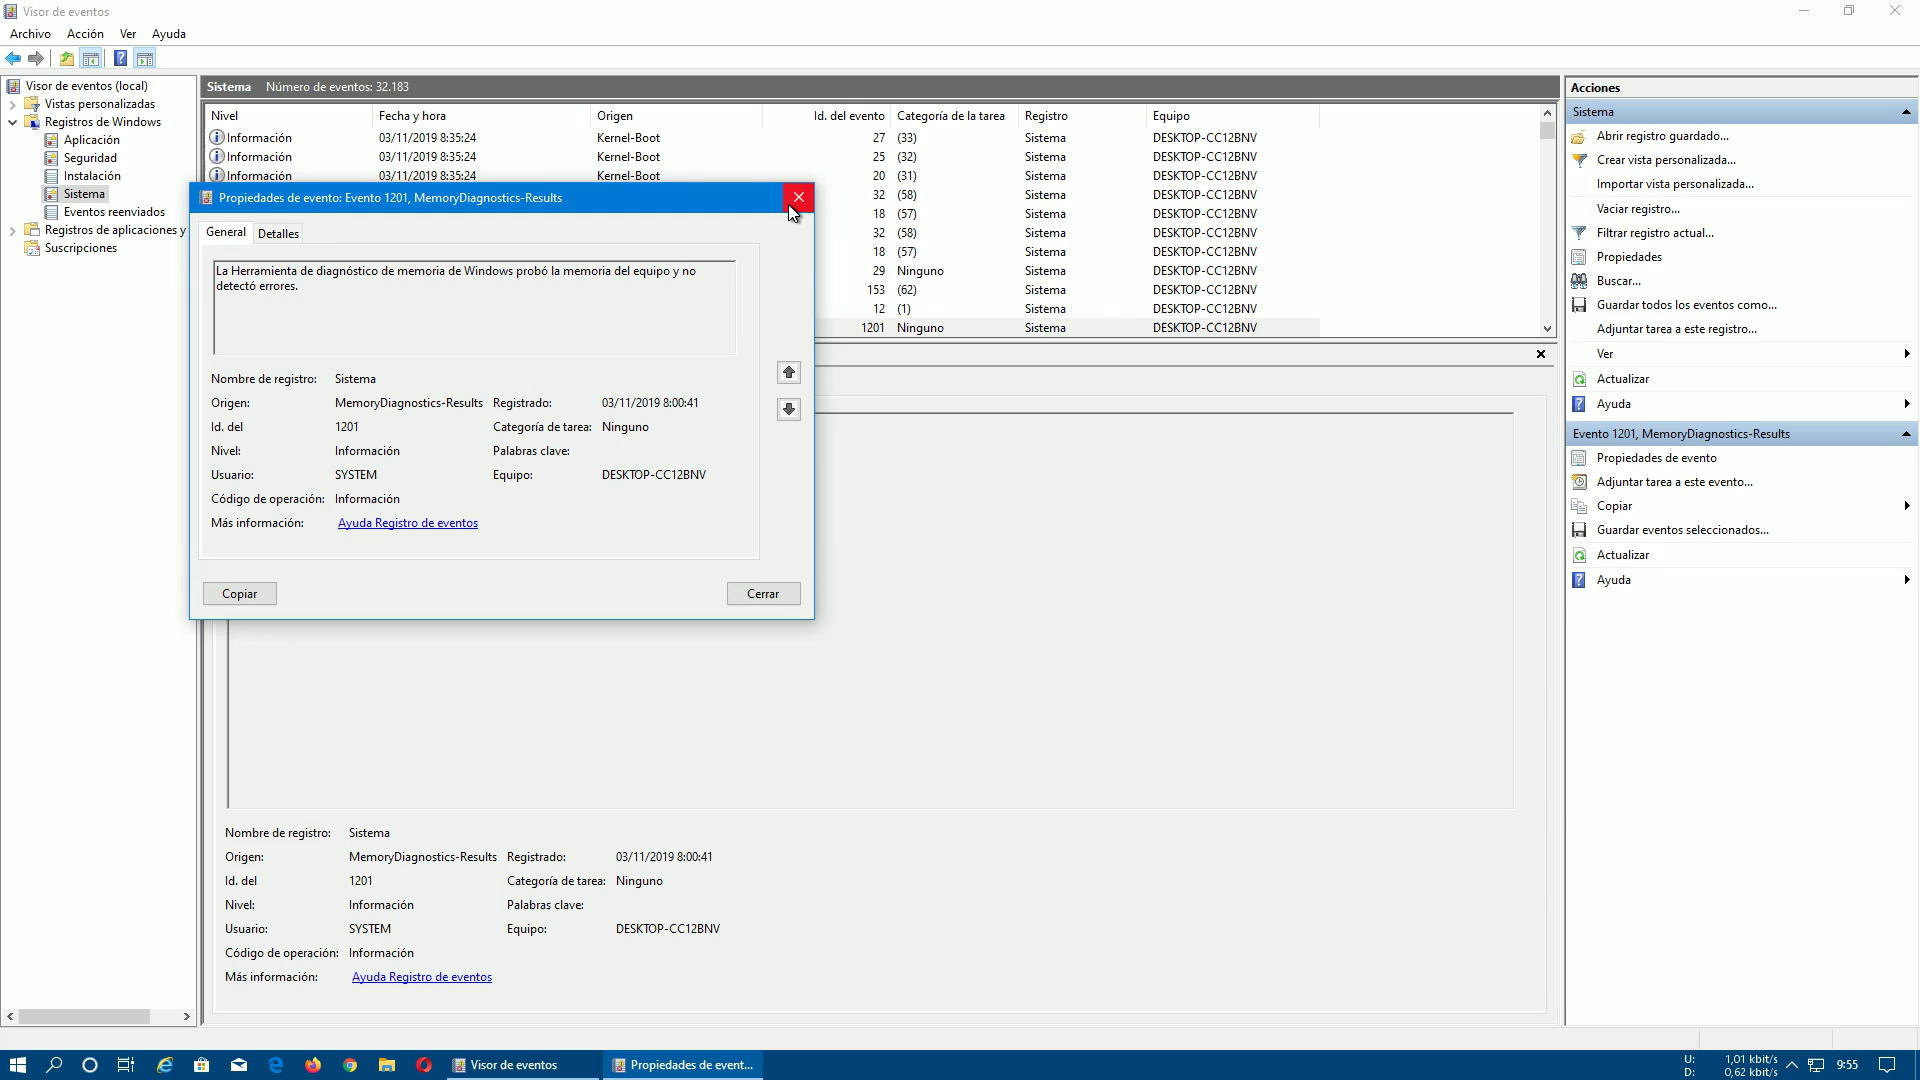 Visor de eventos
Archivo Acción Ver Ayuda
Visor de eventos (local)
Vistas personalizadas
Registros de Windows
Aplicación
Seguridad
Instalación
Sistema
Eventos reenviados
Registros de aplicaciones y
Suscripciones
Sistema Número de eventos: 32.183
Nivel Fecha y hora Origen Id. del evento Categoría de la tarea Registro Equipo
Información 03/11/2019 8:35:24 Kernel-Boot 27 (33) Sistema DESKTOP-CC12BNV
Información 03/11/2019 8:35:24 Kernel-Boot 25 (32) Sistema DESKTOP-CC12BNV
Información 03/11/2019 8:35:24 Kernel-Boot 20 (31) Sistema DESKTOP-CC12BNV
32 (58) Sistema DESKTOP-CC12BNV
18 (57) Sistema DESKTOP-CC12BNV
32 (58) Sistema DESKTOP-CC12BNV
18 (57) Sistema DESKTOP-CC12BNV
29 Ninguno Sistema DESKTOP-CC12BNV
153 (62) Sistema DESKTOP-CC12BNV
12 (1) Sistema DESKTOP-CC12BNV
1201 Ninguno Sistema DESKTOP-CC12BNV
Propiedades de evento: Evento 1201, MemoryDiagnostics-Results
General Detalles
La Herramienta de diagnóstico de memoria de Windows probó la memoria del equipo y no
detectó errores.
Nombre de registro: Sistema
Origen: MemoryDiagnostics-Results Registrado: 03/11/2019 8:00:41
Id. del 1201 Categoría de tarea: Ninguno
Nivel: Información Palabras clave:
Usuario: SYSTEM Equipo: DESKTOP-CC12BNV
Código de operación: Información
Más información: Ayuda Registro de eventos
Copiar Cerrar
Nombre de registro: Sistema
Origen: MemoryDiagnostics-Results Registrado: 03/11/2019 8:00:41
Id. del 1201 Categoría de tarea: Ninguno
Nivel: Información Palabras clave:
Usuario: SYSTEM Equipo: DESKTOP-CC12BNV
Código de operación: Información
Más información: Ayuda Registro de eventos
Acciones
Sistema
Abrir registro guardado...
Crear vista personalizada...
Importar vista personalizada...
Vaciar registro...
Filtrar registro actual...
Propiedades
Buscar...
Guardar todos los eventos como...
Adjuntar tarea a este registro...
Ver
Actualizar
Ayuda
Evento 1201, MemoryDiagnostics-Results
Propiedades de evento
Adjuntar tarea a este evento...
Copiar
Guardar eventos seleccionados...
Actualizar
Ayuda
Visor de eventos
Propiedades de event...
U: 1,01 kbit/s
D: 0,62 kbit/s
9:55